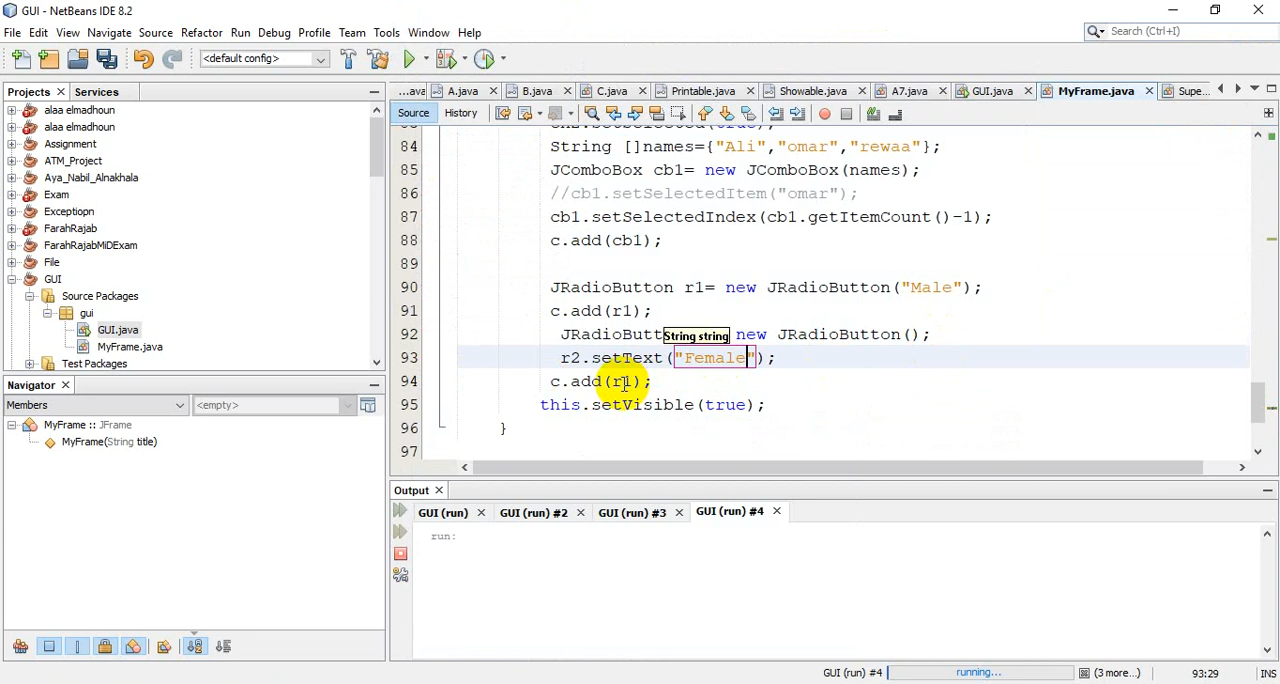 GUI - NetBeans IDE 8.2
File Edit View Navigate Source Refactor Run Debug Profile Team Tools Window Help
Search (Ctrl+I)
<default config>
Projects Services
...ava A.java B.java C.java Printable.java Showable.java A7.java GUI.java MyFrame.java Supe...
Source History
alaa elmadhoun
alaa elmadhoun
Assignment
ATM_Project
Aya_Nabil_Alnakhala
Exam
Exceptiopn
FarahRajab
FarahRajabMiDExam
File
GUI
Source Packages
gui
GUI.java
MyFrame.java
Test Packages
84 String []names={"Ali","omar","rewaa"};
85 JComboBox cb1= new JComboBox(names);
86 //cb1.setSelectedItem("omar");
87 cb1.setSelectedIndex(cb1.getItemCount()-1);
88 c.add(cb1);
89
90 JRadioButton r1= new JRadioButton("Male");
91 c.add(r1);
92 JRadioButt String string new JRadioButton();
93 r2.setText("Female");
94 c.add(r1);
95 this.setVisible(true);
96 }
97
Navigator
Members <empty>
MyFrame :: JFrame
MyFrame(String title)
Output
GUI (run) GUI (run) #2 GUI (run) #3 GUI (run) #4
run:
GUI (run) #4 running... (3 more...) 93:29 INS